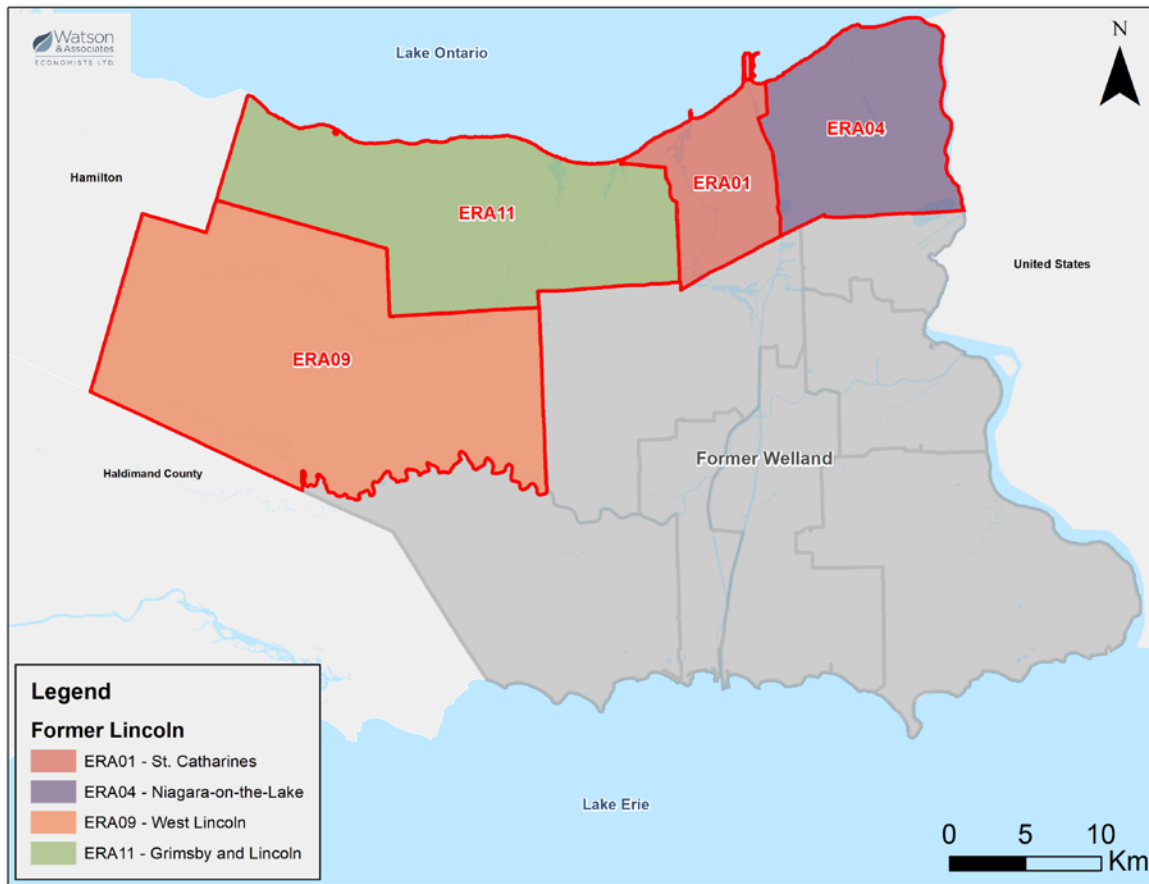 Watson
& Associates
ECONOMISTS LTD.
Lake Ontario
N
ERA04
Hamilton
ERA01
ERA11
United States
ERA09
Former Welland
Haldimand County
Legend
Former Lincoln
ERA01 - St. Catharines
ERA04 - Niagara-on-the-Lake
ERA09 - West Lincoln
ERA11 - Grimsby and Lincoln
Lake Erie
0 5 10
Km